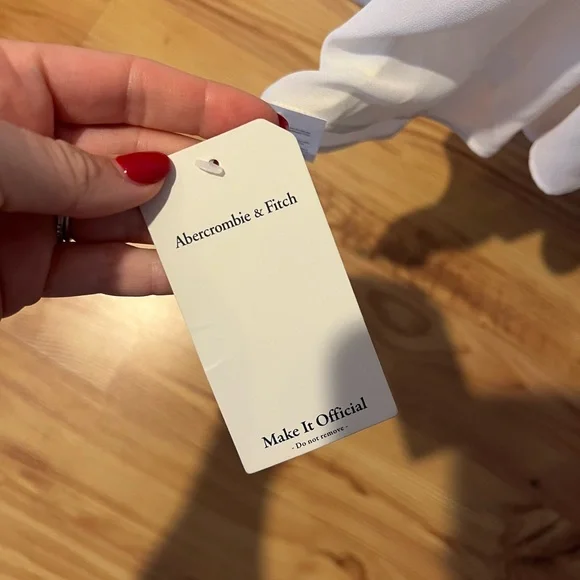 Abercrombie & Fitch
Make It Official
- Do not remove -